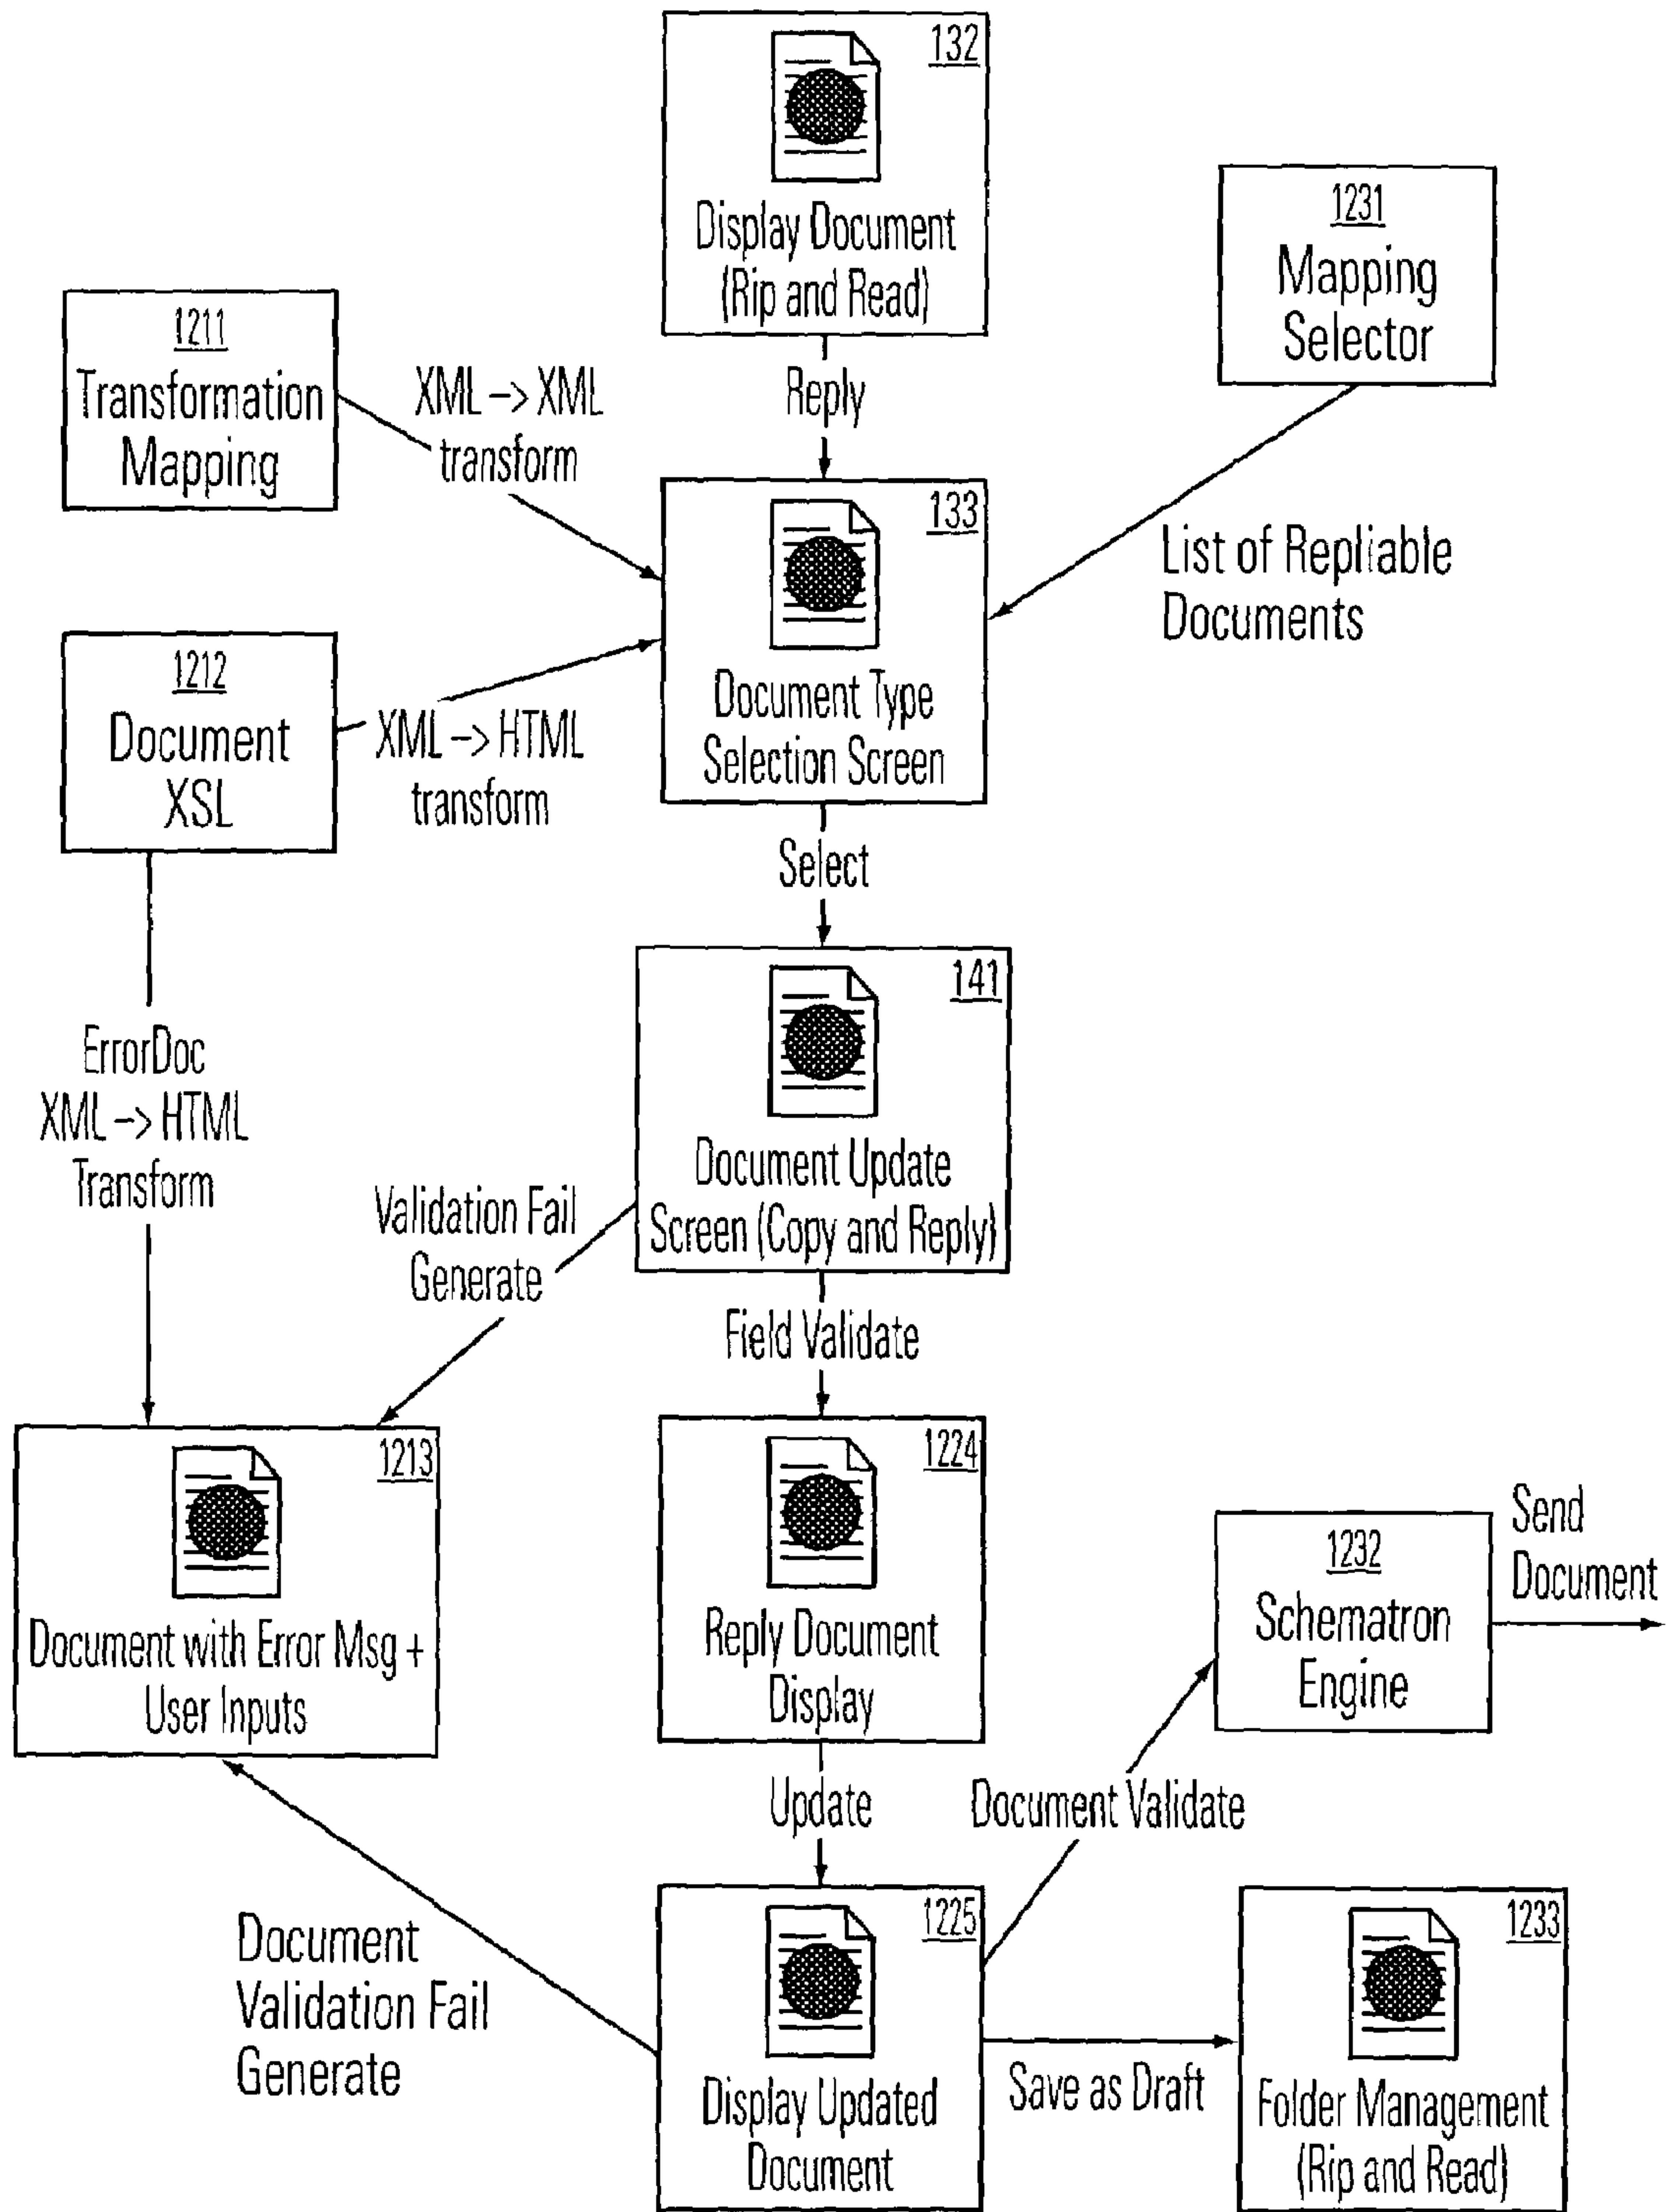 132
Display Document
(Rip and Read)
1231
Mapping
Selector
1211
Transformation
Mapping
XML -> XML
transform
Reply
133
Document Type
Selection Screen
List of Repliable
Documents
1212
Document
XSL
XML -> HTML
transform
Select
141
Document Update
Screen (Copy and Reply)
ErrorDoc
XML -> HTML
Transform
Validation Fail
Generate
Field Validate
1213
Document with Error Msg +
User Inputs
1224
Reply Document
Display
1232
Schematron
Engine
Send
Document
Update
Document Validate
Document
Validation Fail
Generate
1225
Display Updated
Document
Save as Draft
1233
Folder Management
(Rip and Read)